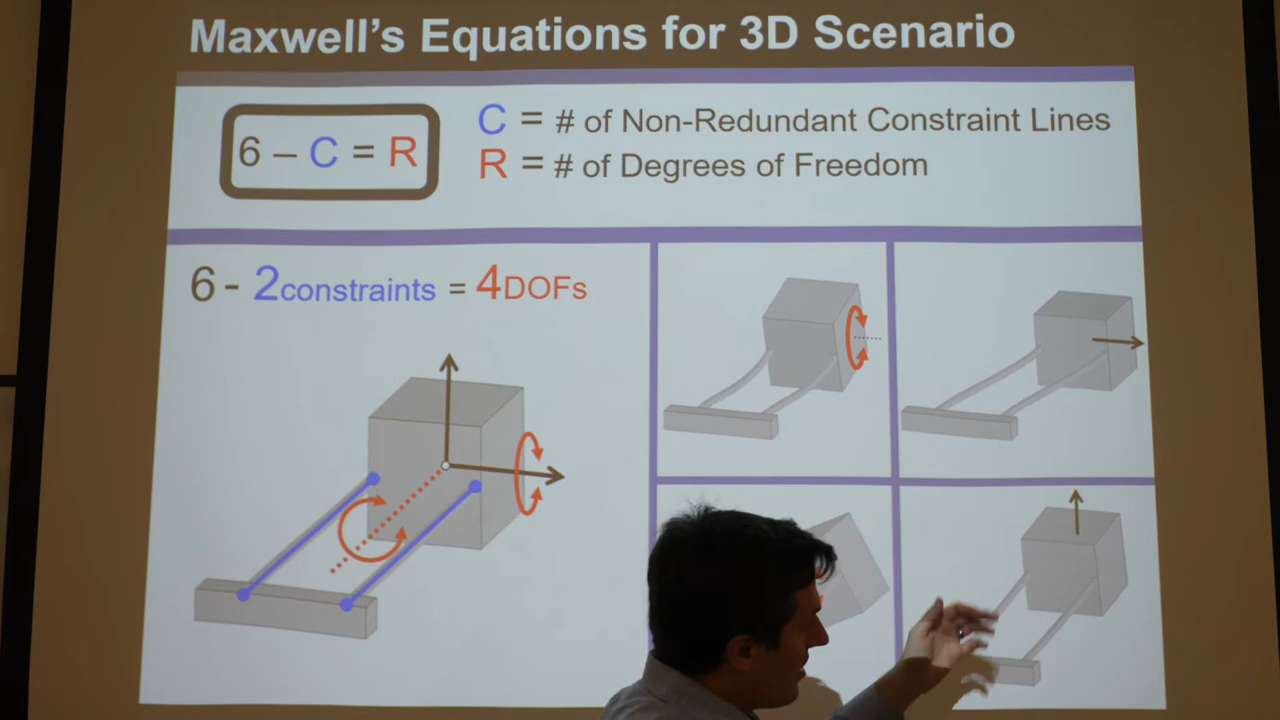 Maxwell's Equations for 3D Scenario
6 – C = R
C = # of Non-Redundant Constraint Lines
R = # of Degrees of Freedom
6 - 2constraints = 4DOFs